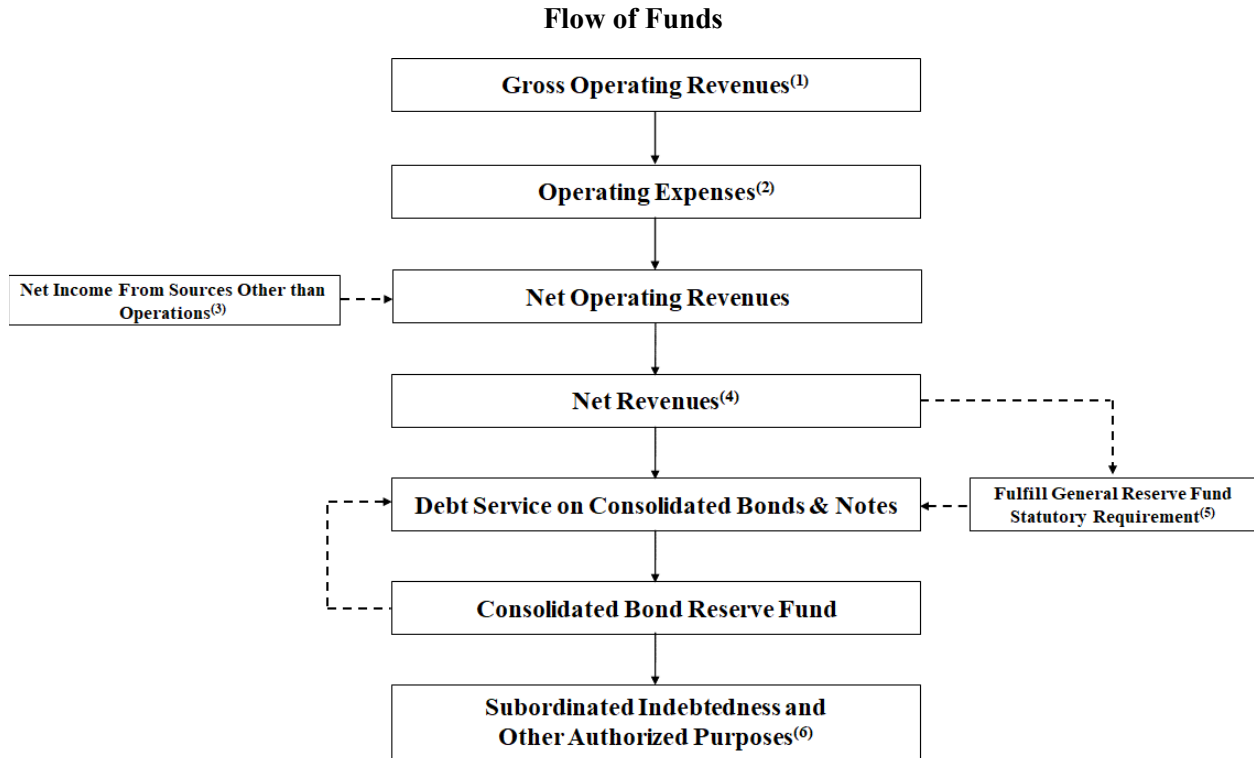 Flow of Funds
Gross Operating Revenues(1)
Operating Expenses(2)
Net Income From Sources Other than
Operations(3)
Net Operating Revenues
Net Revenues(4)
Debt Service on Consolidated Bonds & Notes
Fulfill General Reserve Fund
Statutory Requirement(5)
Consolidated Bond Reserve Fund
Subordinated Indebtedness and
Other Authorized Purposes(6)